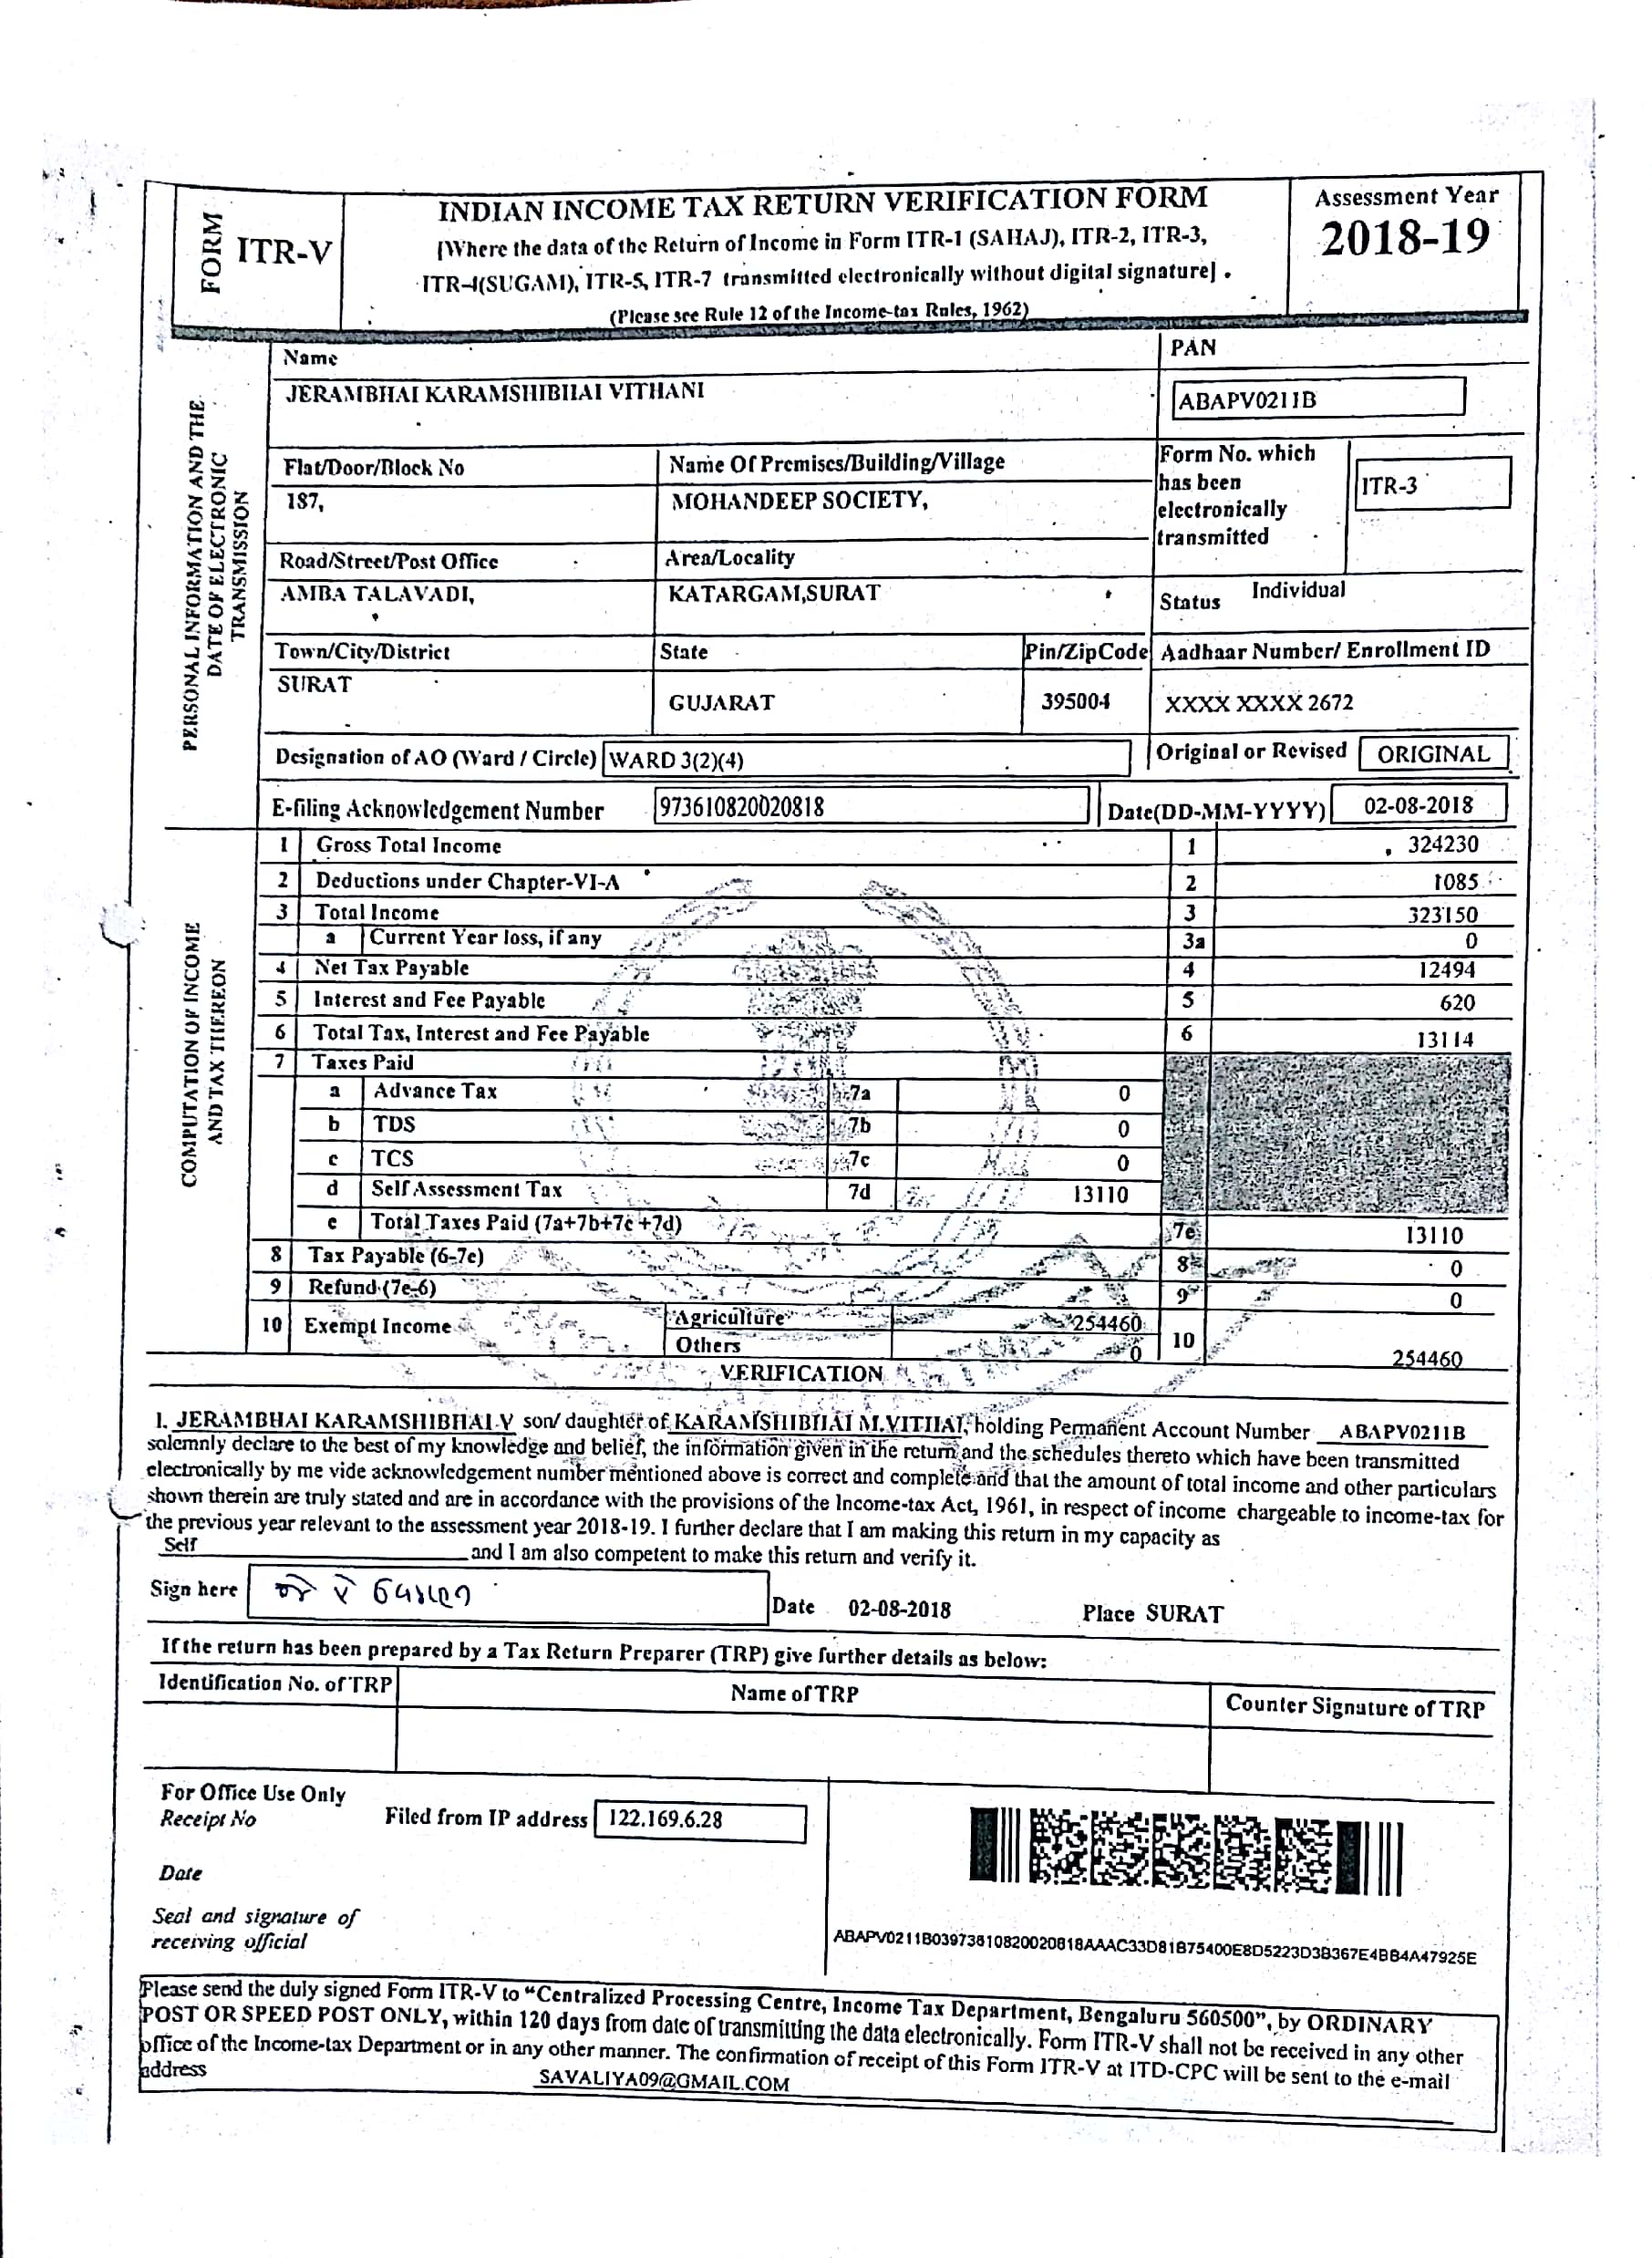 FORM
ITR-V
INDIAN INCOME TAX RETURN VERIFICATION FORM
[Where the data of the Return of Income in Form ITR-1 (SAHAJ), ITR-2, ITR-3,
ITR-4(SUGAM), ITR-5, ITR-7 transmitted electronically without digital signature] .
(Please see Rule 12 of the Income-tax Rules, 1962)
Assessment Year
2018-19
PERSONAL INFORMATION AND THE
DATE OF ELECTRONIC
TRANSMISSION
Name
PAN
JERAMBHAI KARAMSHIBHAI VITHANI
ABAPV0211B
Flat/Door/Block No
Name Of Premises/Building/Village
Form No. which
has been
electronically
transmitted
ITR-3
187,
MOHANDEEP SOCIETY,
Road/Street/Post Office
Area/Locality
AMBA TALAVADI,
KATARGAM,SURAT
Status Individual
Town/City/District
State
Pin/ZipCode
Aadhaar Number/ Enrollment ID
SURAT
GUJARAT
395004
XXXX XXXX 2672
Designation of AO (Ward / Circle) WARD 3(2)(4)
Original or Revised ORIGINAL
E-filing Acknowledgement Number 973610820020818
Date(DD-MM-YYYY) 02-08-2018
COMPUTATION OF INCOME
AND TAX THEREON
1 Gross Total Income 1 324230
2 Deductions under Chapter-VI-A 2 1085
3 Total Income 3 323150
a Current Year loss, if any 3a 0
4 Net Tax Payable 4 12494
5 Interest and Fee Payable 5 620
6 Total Tax, Interest and Fee Payable 6 13114
7 Taxes Paid
a Advance Tax 7a 0
b TDS 7b 0
c TCS 7c 0
d Self Assessment Tax 7d 13110
e Total Taxes Paid (7a+7b+7c +7d) 7e 13110
8 Tax Payable (6-7e) 8 0
9 Refund (7e-6) 9 0
10 Exempt Income Agriculture 254460 10
Others 0 254460
VERIFICATION
I, JERAMBHAI KARAMSHIBHAI V son/ daughter of KARAMSHIBHAI M.VITHAI, holding Permanent Account Number ABAPV0211B
solemnly declare to the best of my knowledge and belief, the information given in the return and the schedules thereto which have been transmitted
electronically by me vide acknowledgement number mentioned above is correct and complete and that the amount of total income and other particulars
shown therein are truly stated and are in accordance with the provisions of the Income-tax Act, 1961, in respect of income chargeable to income-tax for
the previous year relevant to the assessment year 2018-19. I further declare that I am making this return in my capacity as
Self and I am also competent to make this return and verify it.
Sign here
Date 02-08-2018 Place SURAT
If the return has been prepared by a Tax Return Preparer (TRP) give further details as below:
Identification No. of TRP
Name of TRP
Counter Signature of TRP
For Office Use Only
Receipt No
Filed from IP address 122.169.6.28
Date
Seal and signature of
receiving official
ABAPV0211B03973610820020818AAAC33D81B75400E8D5223D3B367E4BB4A47925E
Please send the duly signed Form ITR-V to “Centralized Processing Centre, Income Tax Department, Bengaluru 560500”, by ORDINARY
POST OR SPEED POST ONLY, within 120 days from date of transmitting the data electronically. Form ITR-V shall not be received in any other
office of the Income-tax Department or in any other manner. The confirmation of receipt of this Form ITR-V at ITD-CPC will be sent to the e-mail
address SAVALIYA09@GMAIL.COM